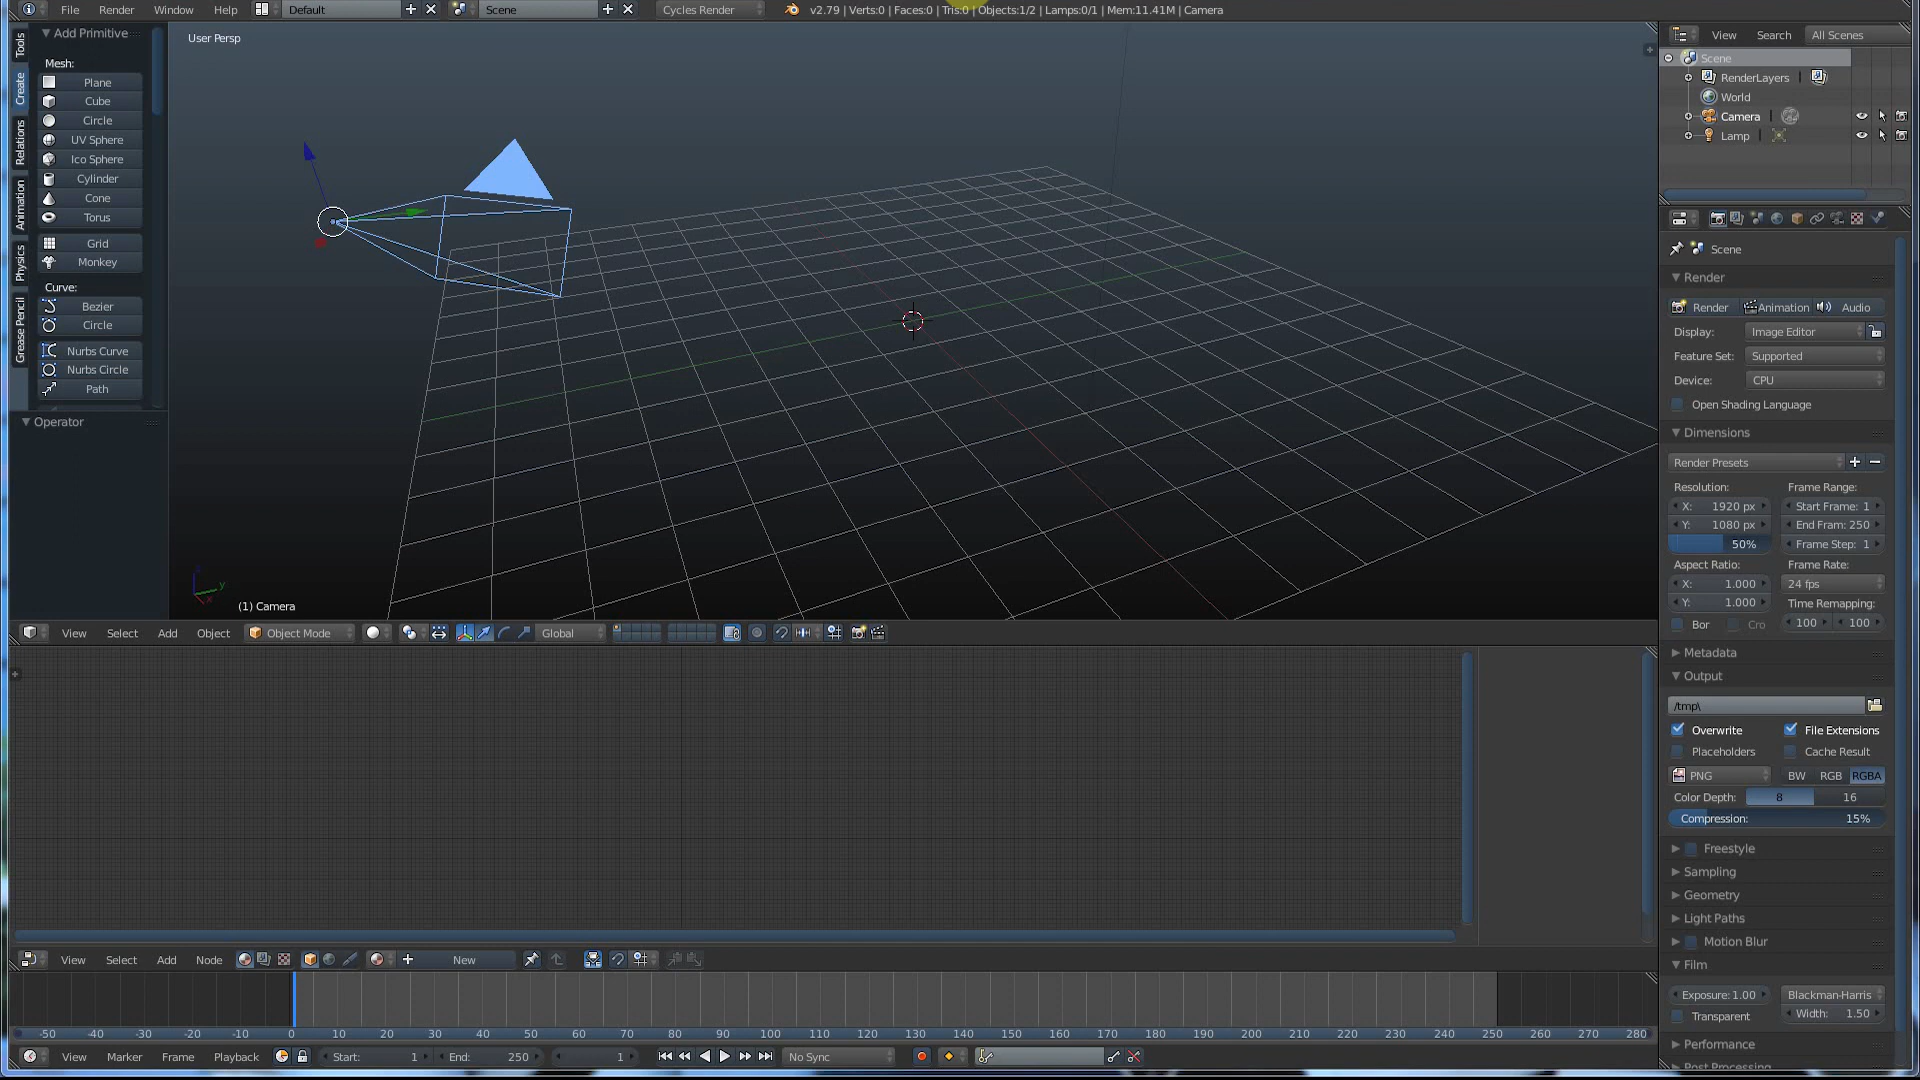 File Render Window Help Default Scene Cycles Render v2.79 | Verts:0 | Faces:0 | Tris:0 | Objects:1/2 | Lamps:0/1 | Mem:11.41M | Camera
Tools
Create
Relations
Animation
Physics
Grease Pencil
Add Primitive
Mesh:
Plane
Cube
Circle
UV Sphere
Ico Sphere
Cylinder
Cone
Torus
Grid
Monkey
Curve:
Bezier
Circle
Nurbs Curve
Nurbs Circle
Path
Operator
User Persp
(1) Camera
View Select Add Object Object Mode Global
View Select Add Node New
-50 -40 -30 -20 -10 0 10 20 30 40 50 60 70 80 90 100 110 120 130 140 150 160 170 180 190 200 210 220 230 240 250 260 270 280
View Marker Frame Playback Start: 1 End: 250 1 No Sync
View Search All Scenes
Scene
RenderLayers
World
Camera
Lamp
Scene
Render
Render Animation Audio
Display: Image Editor
Feature Set: Supported
Device: CPU
Open Shading Language
Dimensions
Render Presets
Resolution: Frame Range:
X: 1920 px Start Frame: 1
Y: 1080 px End Fram: 250
50% Frame Step: 1
Aspect Ratio: Frame Rate:
X: 1.000 24 fps
Y: 1.000 Time Remapping:
Bor Cro 100 100
Metadata
Output
/tmp\
Overwrite File Extensions
Placeholders Cache Result
PNG BW RGB RGBA
Color Depth: 8 16
Compression: 15%
Freestyle
Sampling
Geometry
Light Paths
Motion Blur
Film
Exposure: 1.00 Blackman-Harris
Transparent Width: 1.50
Performance
Post Processing